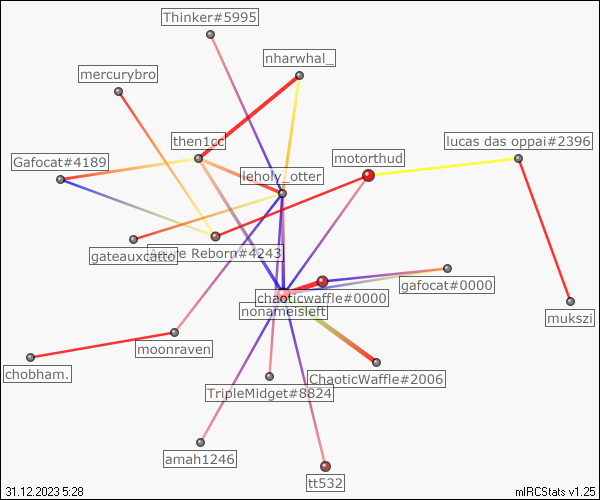 Thinker#5995
nharwhal_
mercurybro
then1cc
lucas das oppai#2396
Gafocat#4189
motorthud
leholy_otter
gateauxcatto
Azure Reborn#4243
gafocat#0000
chaoticwaffle#0000
nonameisleft
mukszi
moonraven
chobham.
ChaoticWaffle#2006
TripleMidget#8824
amah1246
tt532
31.12.2023 5:28
mIRCStats v1.25